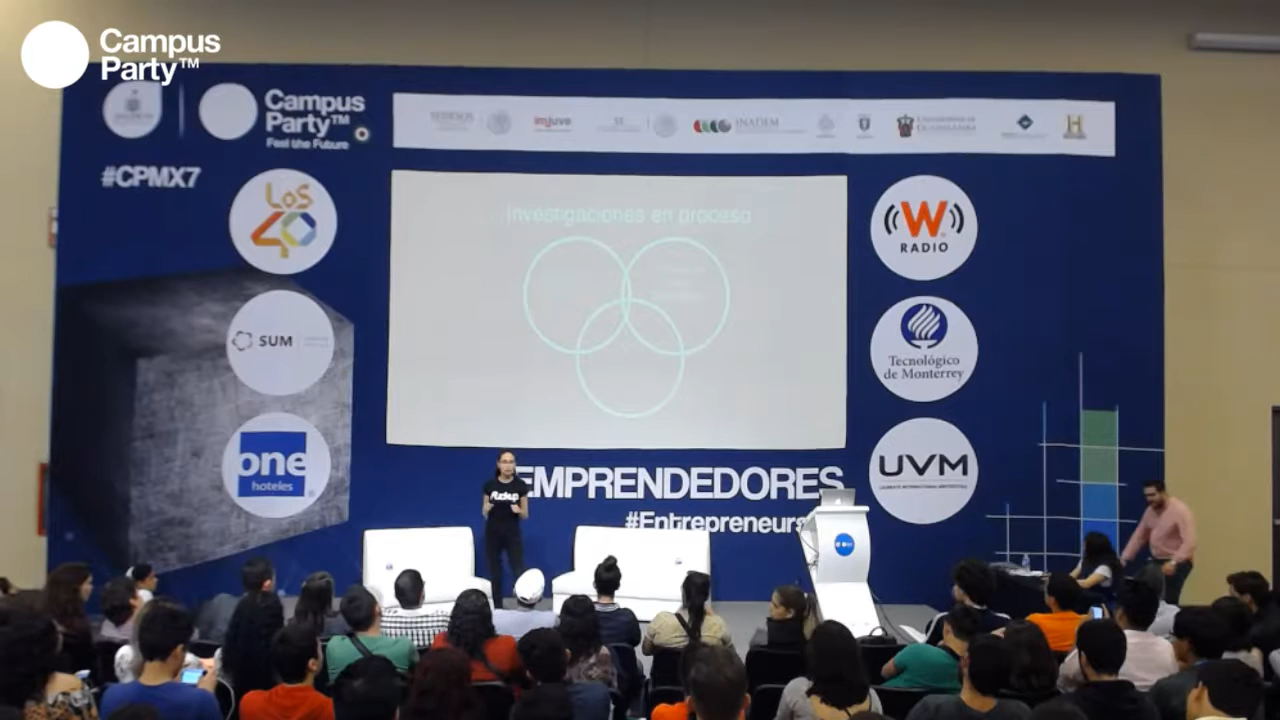 Campus
Party™
Campus
Party™
Feel the Future
imjuve
INADEM
H
#CPMX7
LOS
40
W
RADIO
Investigaciones en proceso
SUM
Tecnológico
de Monterrey
one
hoteles
UVM
EMPRENDEDORES
#Entrepreneurs